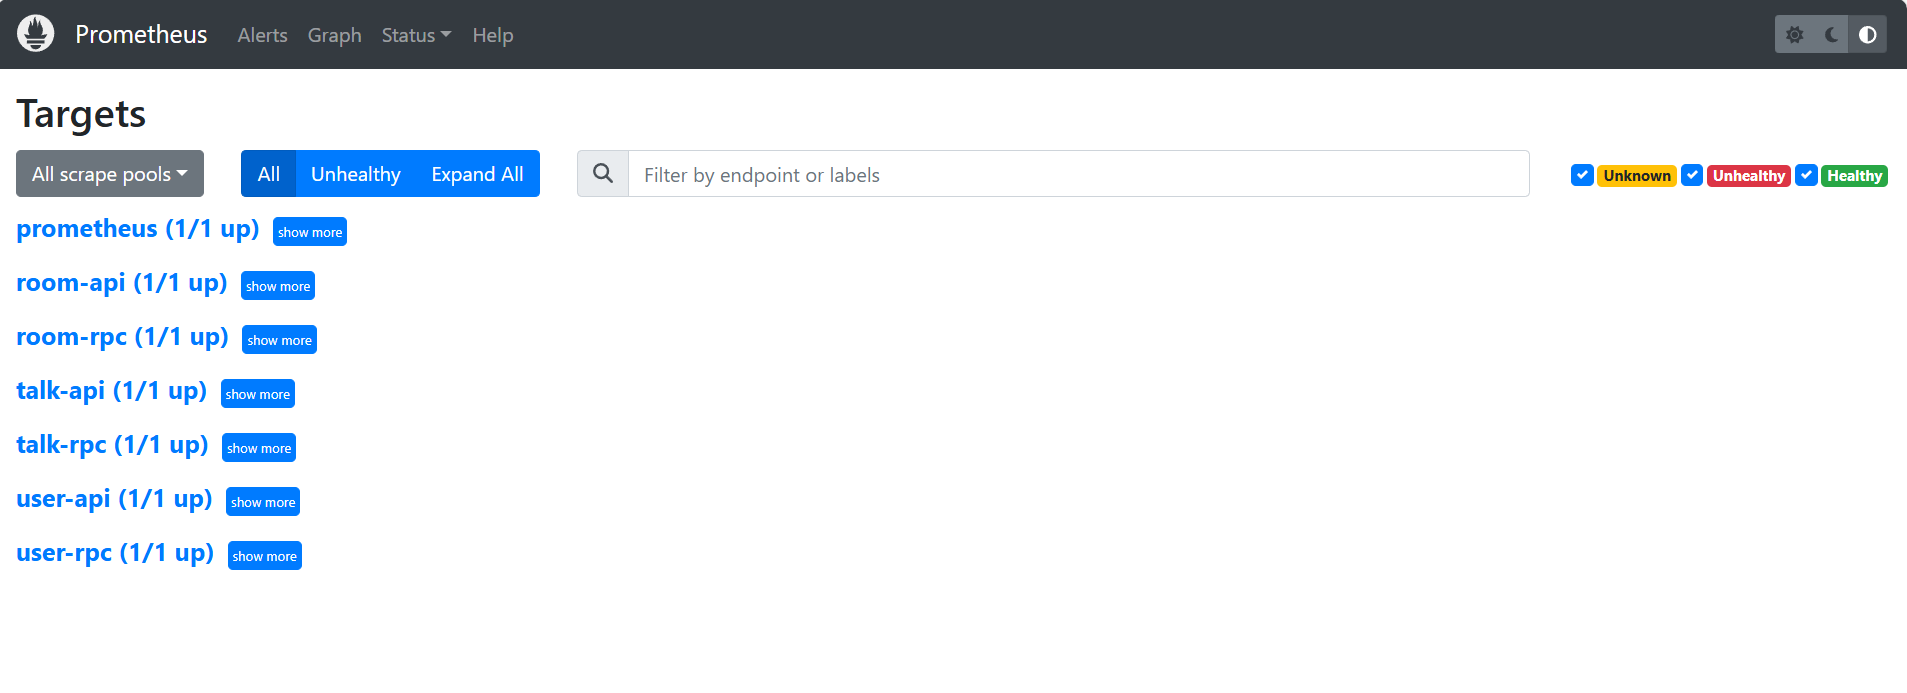 Prometheus Alerts Graph Status Help
Targets
All scrape pools All Unhealthy Expand All Filter by endpoint or labels Unknown Unhealthy Healthy
prometheus (1/1 up) show more
room-api (1/1 up) show more
room-rpc (1/1 up) show more
talk-api (1/1 up) show more
talk-rpc (1/1 up) show more
user-api (1/1 up) show more
user-rpc (1/1 up) show more